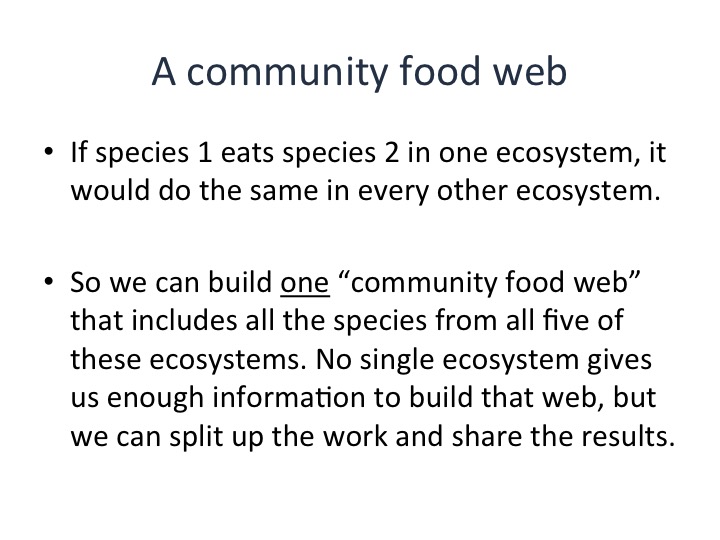 A community food web
• If species 1 eats species 2 in one ecosystem, it
would do the same in every other ecosystem.
• So we can build one “community food web”
that includes all the species from all five of
these ecosystems. No single ecosystem gives
us enough information to build that web, but
we can split up the work and share the results.